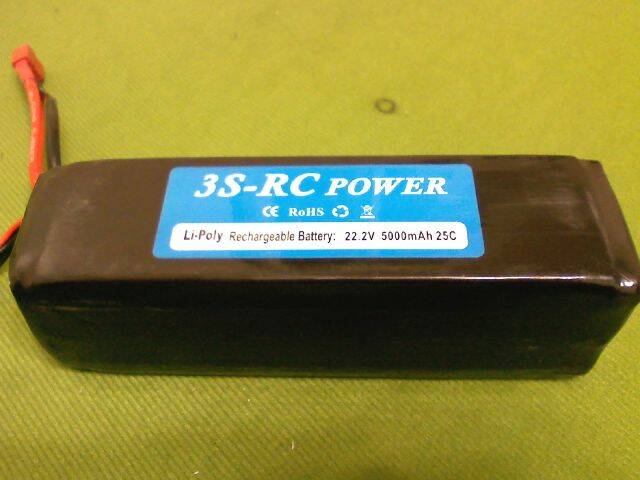 3S-RC POWER
CE RoHS
Li-Poly Rechargeable Battery: 22.2V 5000mAh 25C